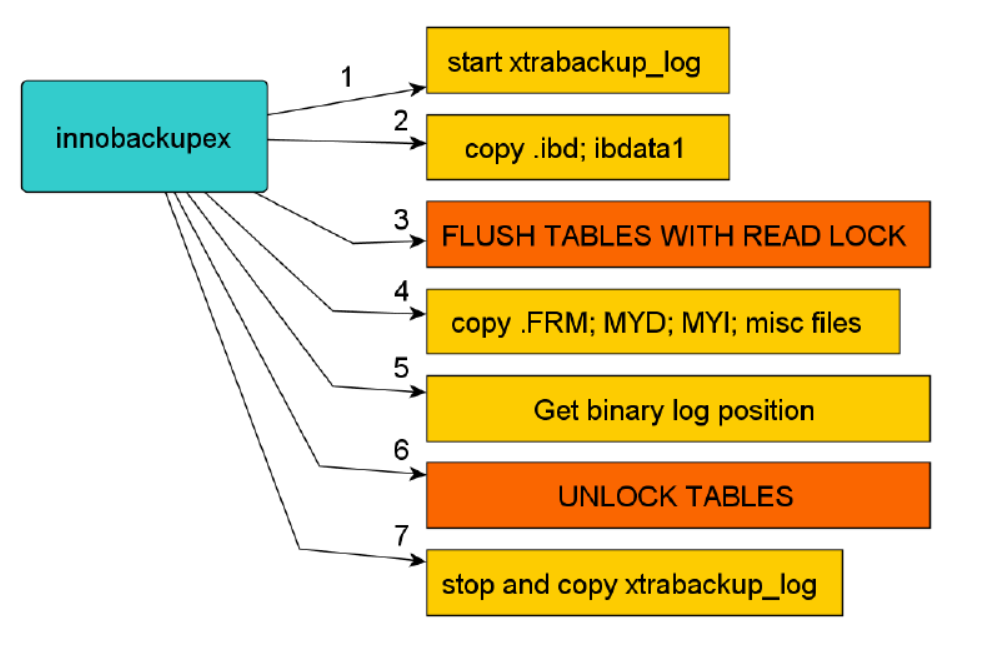 innobackupex
1
start xtrabackup_log
2
copy .ibd; ibdata1
3
FLUSH TABLES WITH READ LOCK
4
copy .FRM; MYD; MYI; misc files
5
Get binary log position
6
UNLOCK TABLES
7
stop and copy xtrabackup_log